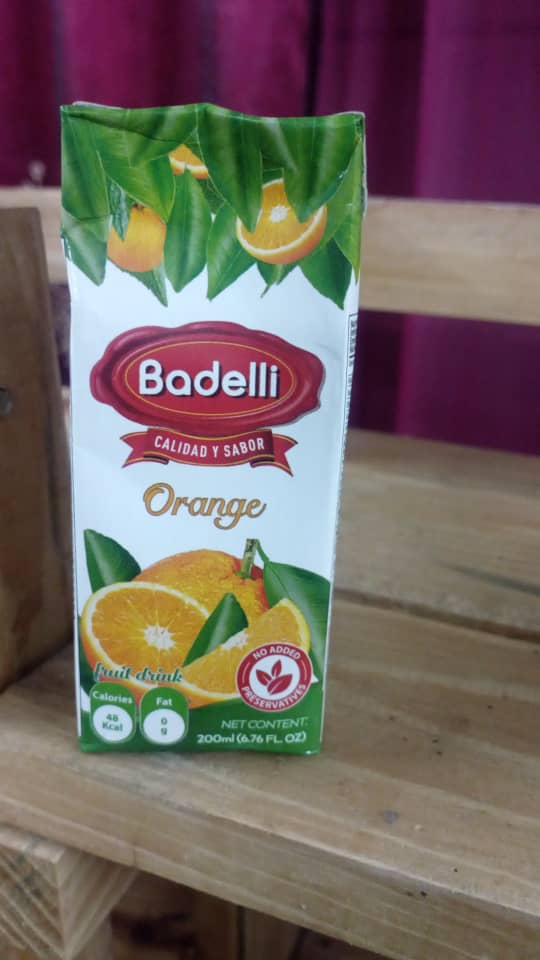 Badelli
CALIDAD Y SABOR
Orange
fruit drink
NO ADDED
PRESERVATIVES
Calories
48
Kcal
Fat
0
g
NET CONTENT:
200ml (6.76 FL. OZ)